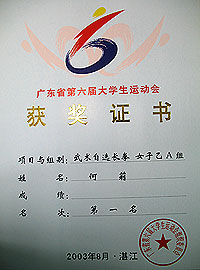 广东省第六届大学生运动会
获奖证书
项目与组别：武术自选长拳 女子乙A组
姓名：何
成绩：
名次：第一名
2003年8月·湛江